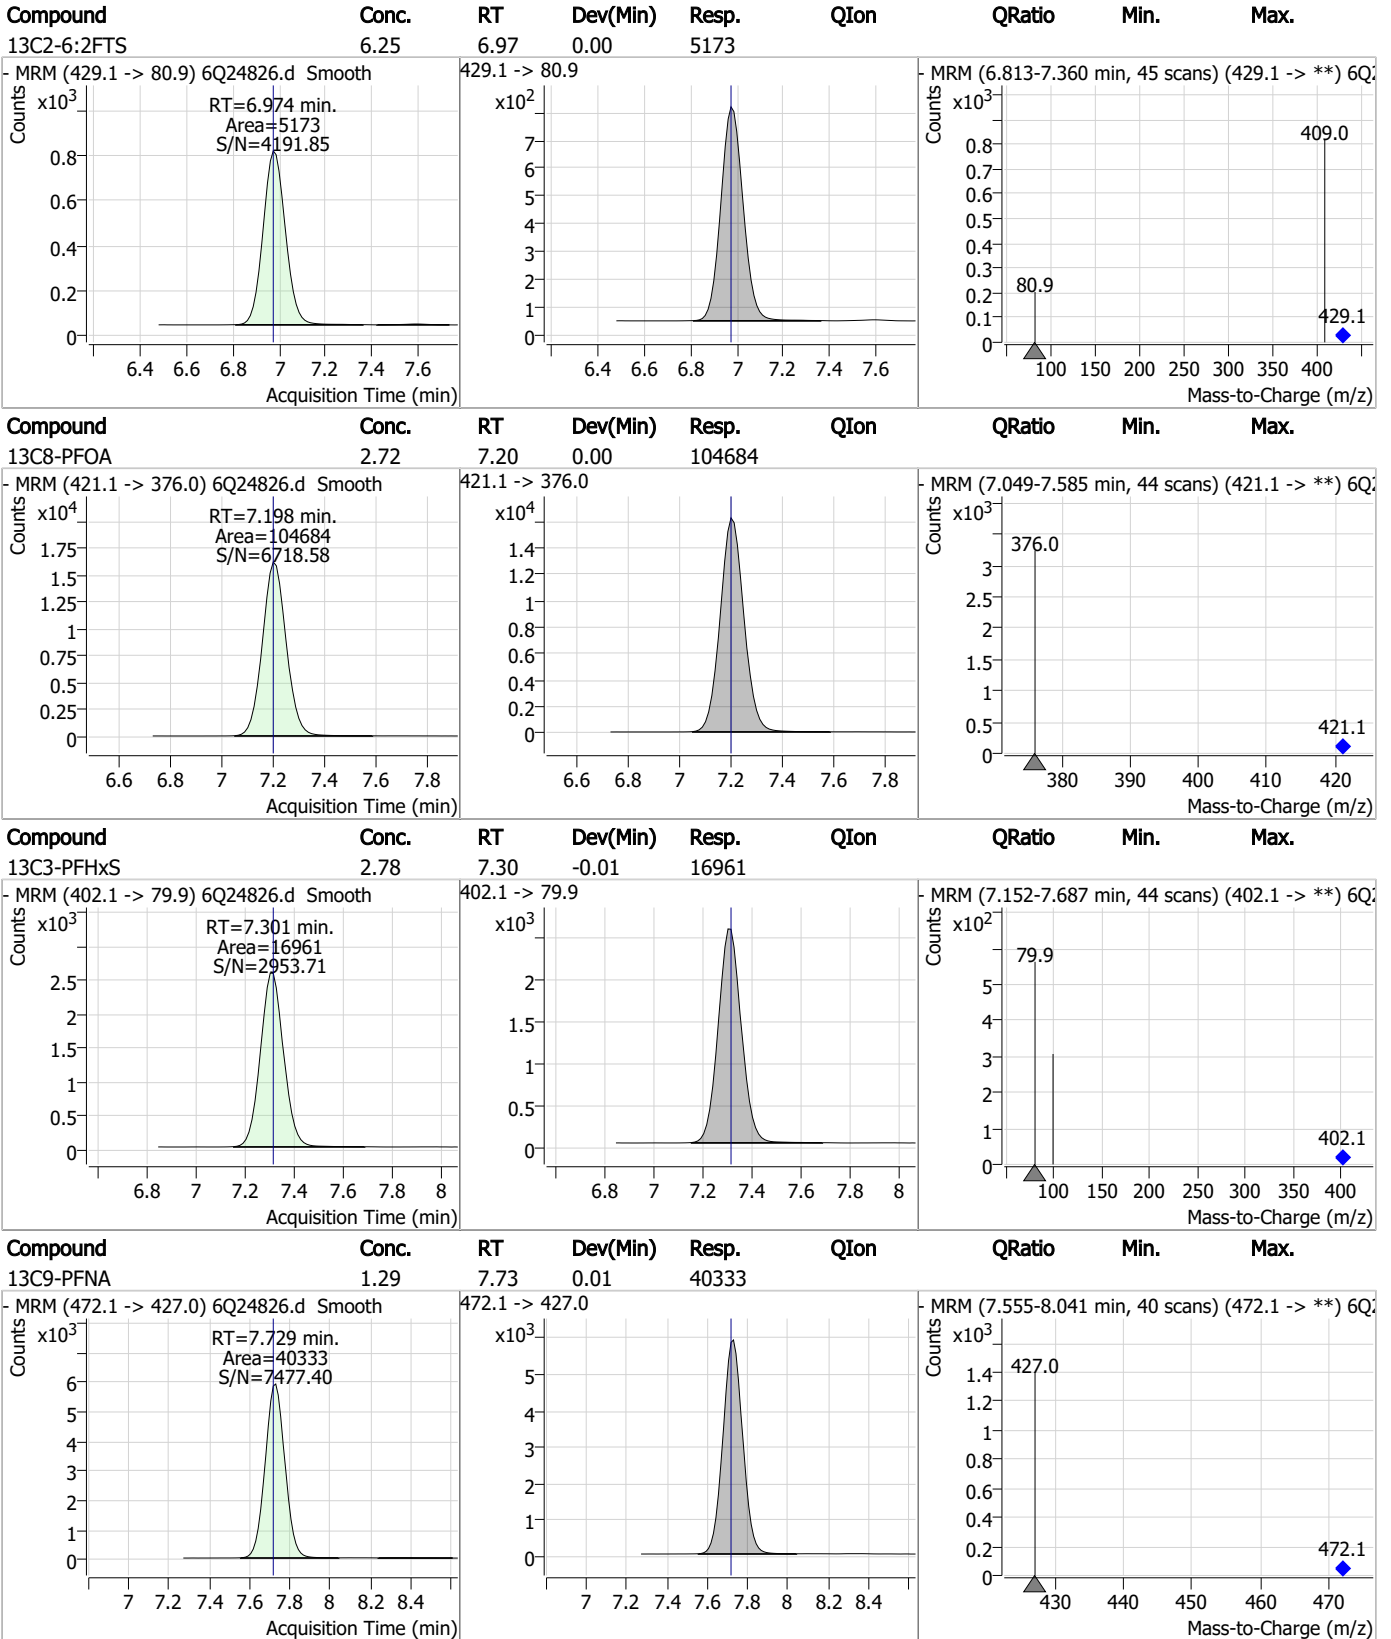 Compound Conc. RT Dev(Min) Resp. QIon QRatio Min. Max.
13C2-6:2FTS 6.25 6.97 0.00 5173
- MRM (429.1 -> 80.9) 6Q24826.d Smooth
Counts
x10³
RT=6.974 min.
Area=5173
S/N=4191.85
0.8
0.6
0.4
0.2
0
6.4 6.6 6.8 7 7.2 7.4 7.6
Acquisition Time (min)
429.1 -> 80.9
x10²
7
6
5
4
3
2
1
0
6.4 6.6 6.8 7 7.2 7.4 7.6
- MRM (6.813-7.360 min, 45 scans) (429.1 -> **) 6Q2
Counts
x10³
409.0
0.8
0.7
0.6
0.5
0.4
0.3
0.2
0.1
0
80.9
429.1
100 150 200 250 300 350 400
Mass-to-Charge (m/z)
Compound Conc. RT Dev(Min) Resp. QIon QRatio Min. Max.
13C8-PFOA 2.72 7.20 0.00 104684
- MRM (421.1 -> 376.0) 6Q24826.d Smooth
Counts
x10⁴
RT=7.198 min.
Area=104684
S/N=6718.58
1.75
1.5
1.25
1
0.75
0.5
0.25
0
6.6 6.8 7 7.2 7.4 7.6 7.8
Acquisition Time (min)
421.1 -> 376.0
x10⁴
1.4
1.2
1
0.8
0.6
0.4
0.2
0
6.6 6.8 7 7.2 7.4 7.6 7.8
- MRM (7.049-7.585 min, 44 scans) (421.1 -> **) 6Q2
Counts
x10³
376.0
3
2.5
2
1.5
1
0.5
0
421.1
380 390 400 410 420
Mass-to-Charge (m/z)
Compound Conc. RT Dev(Min) Resp. QIon QRatio Min. Max.
13C3-PFHxS 2.78 7.30 -0.01 16961
- MRM (402.1 -> 79.9) 6Q24826.d Smooth
Counts
x10³
RT=7.301 min.
Area=16961
S/N=2953.71
2.5
2
1.5
1
0.5
0
6.8 7 7.2 7.4 7.6 7.8 8
Acquisition Time (min)
402.1 -> 79.9
x10³
2
1.5
1
0.5
0
6.8 7 7.2 7.4 7.6 7.8 8
- MRM (7.152-7.687 min, 44 scans) (402.1 -> **) 6Q2
Counts
x10²
79.9
5
4
3
2
1
0
402.1
100 150 200 250 300 350 400
Mass-to-Charge (m/z)
Compound Conc. RT Dev(Min) Resp. QIon QRatio Min. Max.
13C9-PFNA 1.29 7.73 0.01 40333
- MRM (472.1 -> 427.0) 6Q24826.d Smooth
Counts
x10³
RT=7.729 min.
Area=40333
S/N=7477.40
6
5
4
3
2
1
0
7 7.2 7.4 7.6 7.8 8 8.2 8.4
Acquisition Time (min)
472.1 -> 427.0
x10³
5
4
3
2
1
0
7 7.2 7.4 7.6 7.8 8 8.2 8.4
- MRM (7.555-8.041 min, 40 scans) (472.1 -> **) 6Q2
Counts
x10³
427.0
1.4
1.2
1
0.8
0.6
0.4
0.2
0
472.1
430 440 450 460 470
Mass-to-Charge (m/z)